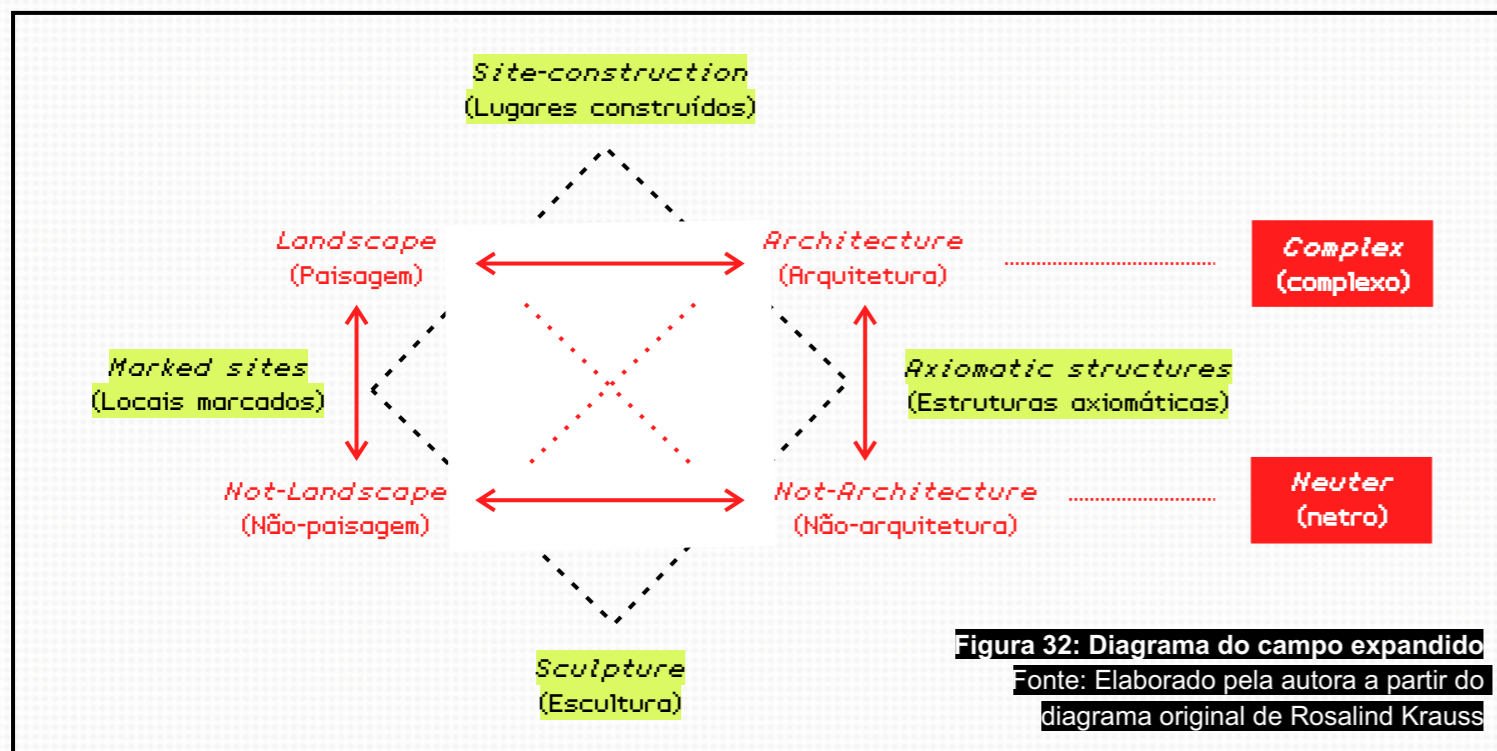 Site-construction
(Lugares construídos)
Landscape
(Paisagem)
Architecture
(Arquitetura)
Complex
(complexo)
Marked sites
(Locais marcados)
Axiomatic structures
(Estruturas axiomáticas)
Not-Landscape
(Não-paisagem)
Not-Architecture
(Não-arquitetura)
Neuter
(netro)
Sculpture
(Escultura)
Figura 32: Diagrama do campo expandido
Fonte: Elaborado pela autora a partir do
diagrama original de Rosalind Krauss